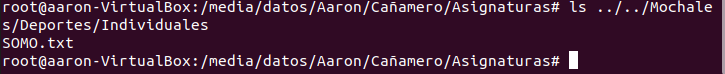 root@aaron-VirtualBox:/media/datos/Aaron/Cañamero/Asignaturas# ls ../../Mochale
s/Deportes/Individuales
SOMO.txt
root@aaron-VirtualBox:/media/datos/Aaron/Cañamero/Asignaturas#